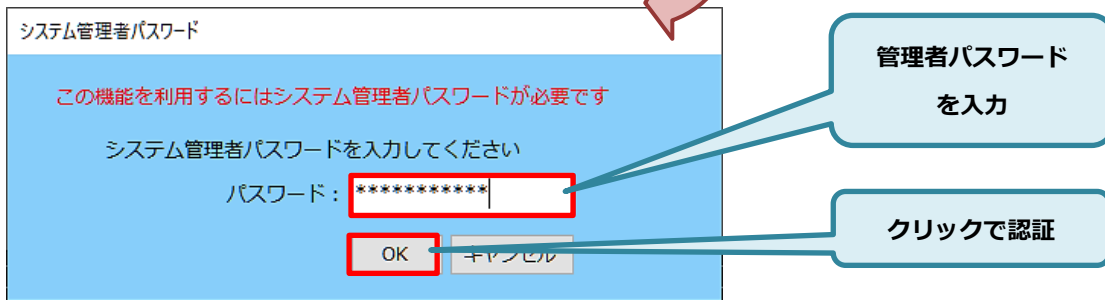 システム管理者パスワード
この機能を利用するにはシステム管理者パスワードが必要です
システム管理者パスワードを入力してください
パスワード： ***********
OK キャンセル
管理者パスワード
を入力
クリックで認証